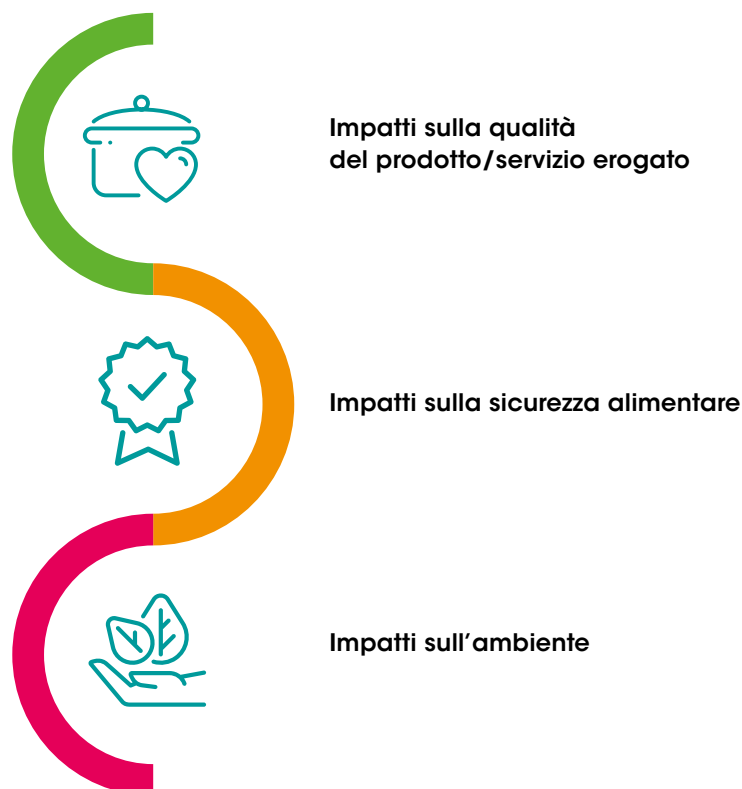 Impatti sulla qualità
del prodotto/servizio erogato
Impatti sulla sicurezza alimentare
Impatti sull'ambiente